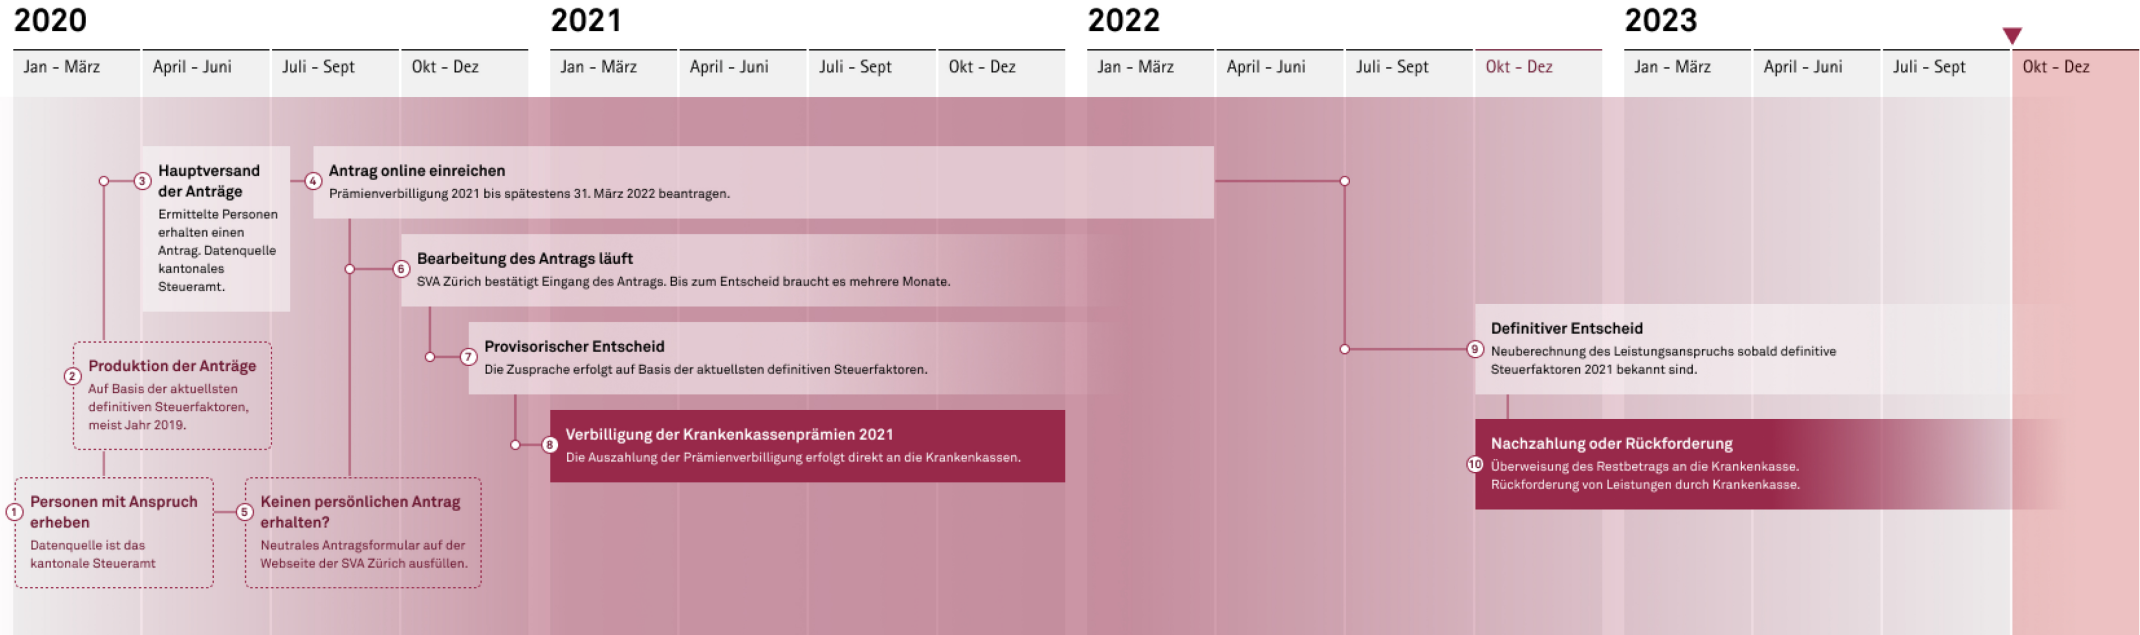 2020
2021
2022
2023
Jan - März
April - Juni
Juli - Sept
Okt - Dez
Jan - März
April - Juni
Juli - Sept
Okt - Dez
Jan - März
April - Juni
Juli - Sept
Okt - Dez
Jan - März
April - Juni
Juli - Sept
Okt - Dez
3
Hauptversand
der Anträge
Ermittelte Personen
erhalten einen
Antrag. Datenquelle
kantonales
Steueramt.
4
Antrag online einreichen
Prämienverbilligung 2021 bis spätestens 31. März 2022 beantragen.
6
Bearbeitung des Antrags läuft
SVA Zürich bestätigt Eingang des Antrags. Bis zum Entscheid braucht es mehrere Monate.
7
Provisorischer Entscheid
Die Zusprache erfolgt auf Basis der aktuellsten definitiven Steuerfaktoren.
9
Definitiver Entscheid
Neuberechnung des Leistungsanspruchs sobald definitive
Steuerfaktoren 2021 bekannt sind.
2
Produktion der Anträge
Auf Basis der aktuellsten
definitiven Steuerfaktoren,
meist Jahr 2019.
8
Verbilligung der Krankenkassenprämien 2021
Die Auszahlung der Prämienverbilligung erfolgt direkt an die Krankenkassen.
10
Nachzahlung oder Rückforderung
Überweisung des Restbetrags an die Krankenkasse.
Rückforderung von Leistungen durch Krankenkasse.
1
Personen mit Anspruch
erheben
Datenquelle ist das
kantonale Steueramt
5
Keinen persönlichen Antrag
erhalten?
Neutrales Antragsformular auf der
Webseite der SVA Zürich ausfüllen.